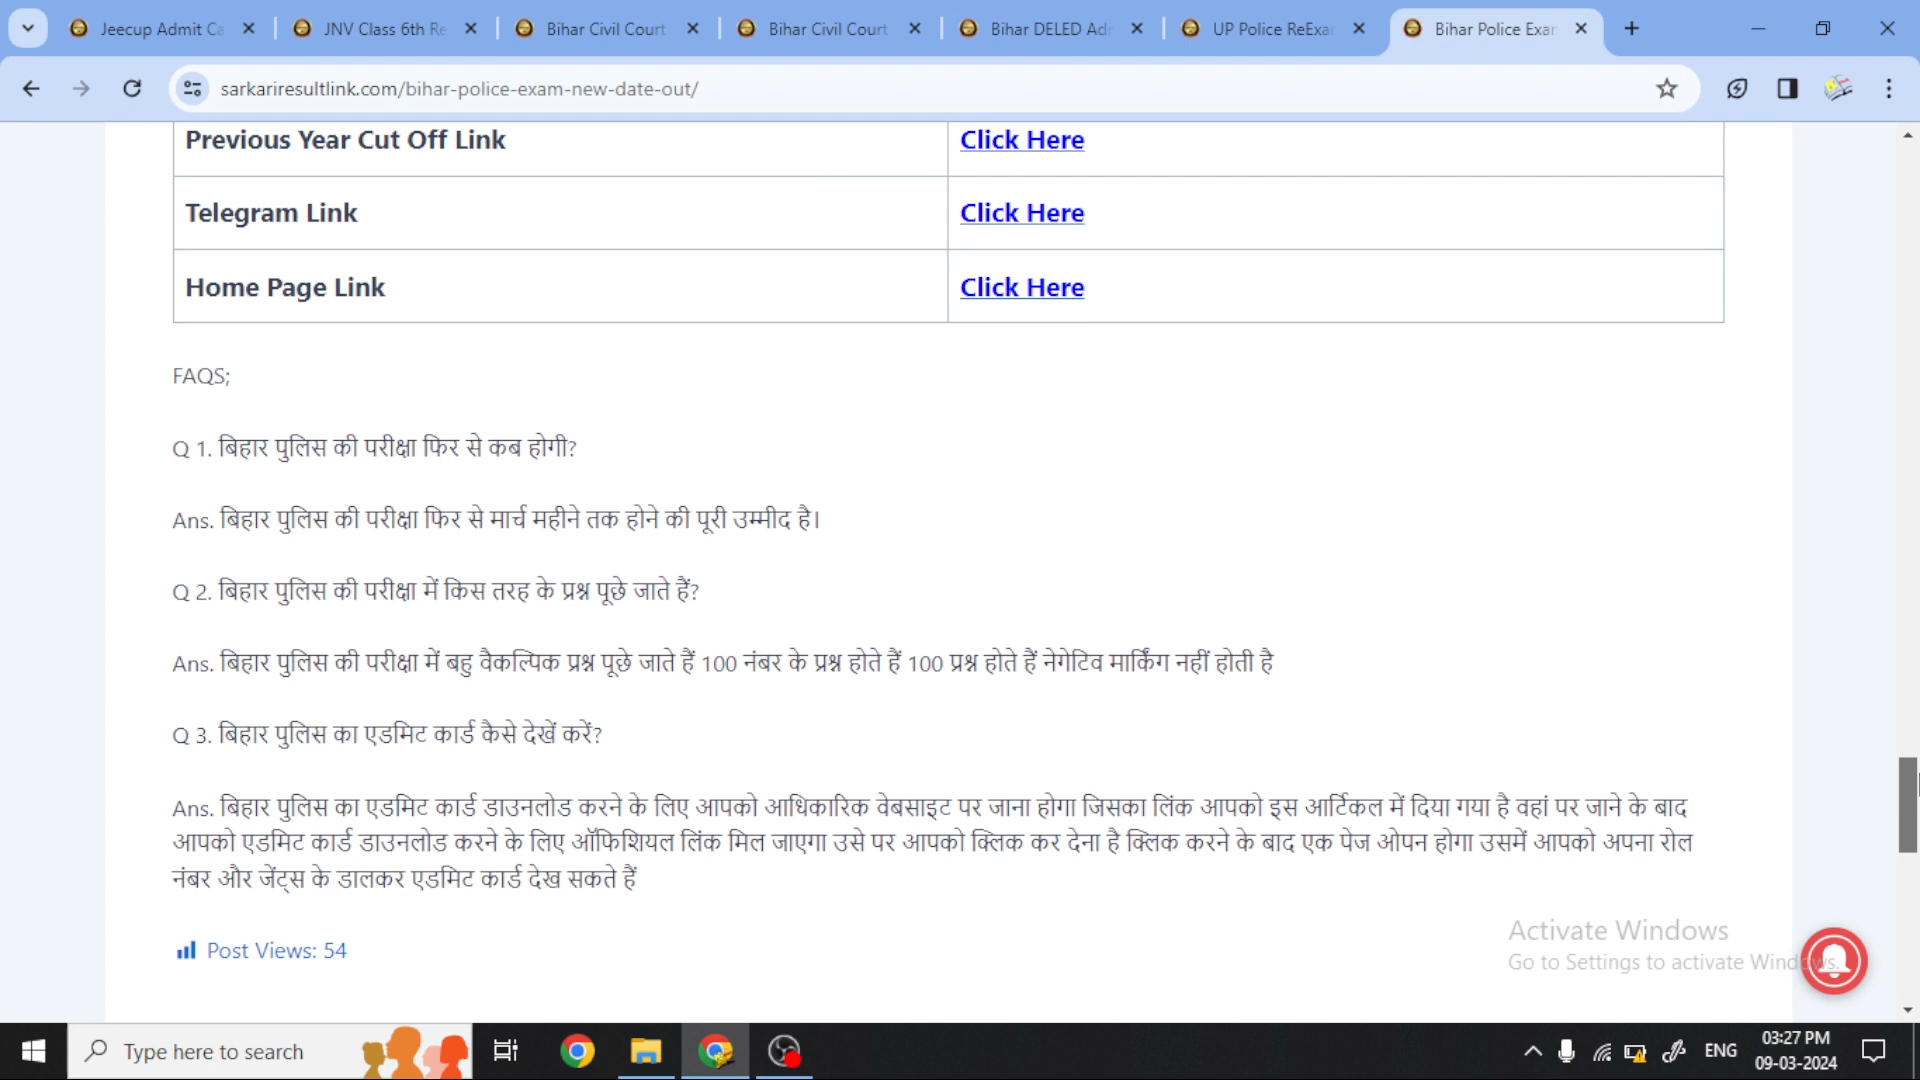 Jeecup Admit Ca
JNV Class 6th Re
Bihar Civil Court
Bihar Civil Court
Bihar DELED Adm
UP Police ReExar
Bihar Police Exam
sarkariresultlink.com/bihar-police-exam-new-date-out/
Previous Year Cut Off Link Click Here
Telegram Link Click Here
Home Page Link Click Here
FAQS;
Q 1. बिहार पुलिस की परीक्षा फिर से कब होगी?
Ans. बिहार पुलिस की परीक्षा फिर से मार्च महीने तक होने की पूरी उम्मीद है।
Q 2. बिहार पुलिस की परीक्षा में किस तरह के प्रश्न पूछे जाते हैं?
Ans. बिहार पुलिस की परीक्षा में बहु वैकल्पिक प्रश्न पूछे जाते हैं 100 नंबर के प्रश्न होते हैं 100 प्रश्न होते हैं नेगेटिव मार्किंग नहीं होती है
Q 3. बिहार पुलिस का एडमिट कार्ड कैसे देखें करें?
Ans. बिहार पुलिस का एडमिट कार्ड डाउनलोड करने के लिए आपको आधिकारिक वेबसाइट पर जाना होगा जिसका लिंक आपको इस आर्टिकल में दिया गया है वहां पर जाने के बाद
आपको एडमिट कार्ड डाउनलोड करने के लिए ऑफिशियल लिंक मिल जाएगा उसे पर आपको क्लिक कर देना है क्लिक करने के बाद एक पेज ओपन होगा उसमें आपको अपना रोल
नंबर और जेंट्स के डालकर एडमिट कार्ड देख सकते हैं
Post Views: 54
Activate Windows
Go to Settings to activate Windows.
Type here to search
ENG
03:27 PM
09-03-2024